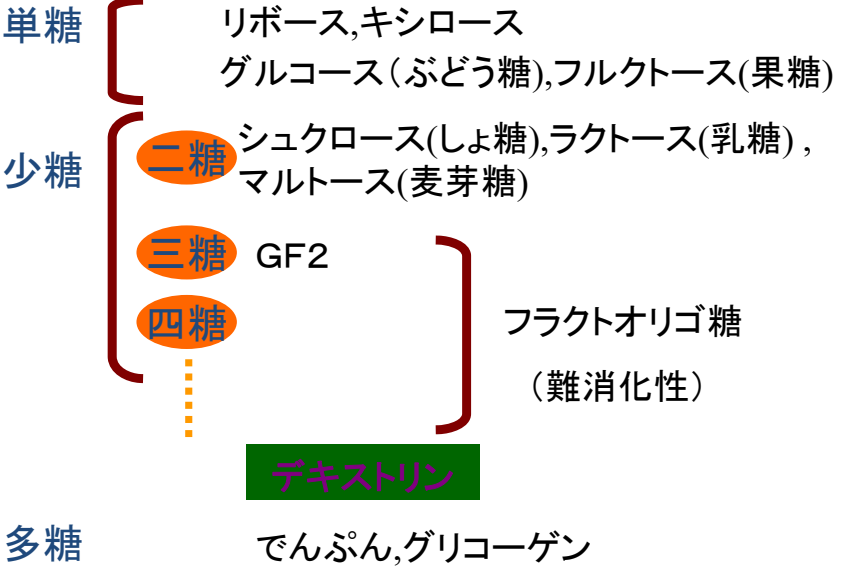 単糖
リボース,キシロース
グルコース(ぶどう糖),フルクトース(果糖)
少糖
二糖
シュクロース(しょ糖),ラクトース(乳糖) ,
マルトース(麦芽糖)
三糖
GF2
四糖
フラクトオリゴ糖
(難消化性)
デキストリン
多糖
でんぷん,グリコーゲン